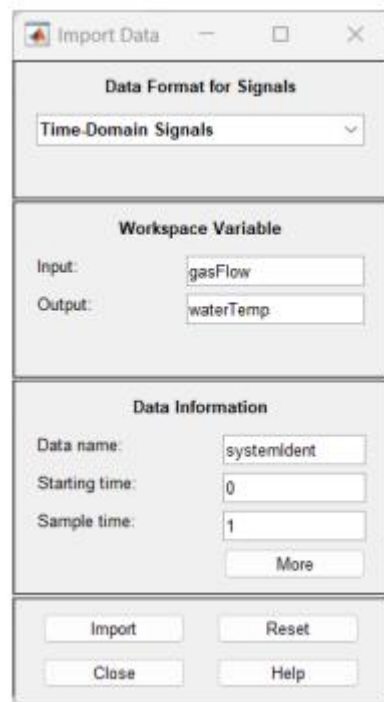 Import Data
Data Format for Signals
Time-Domain Signals
Workspace Variable
Input: gasFlow
Output: waterTemp
Data Information
Data name: systemIdent
Starting time: 0
Sample time: 1
More
Import Reset
Close Help